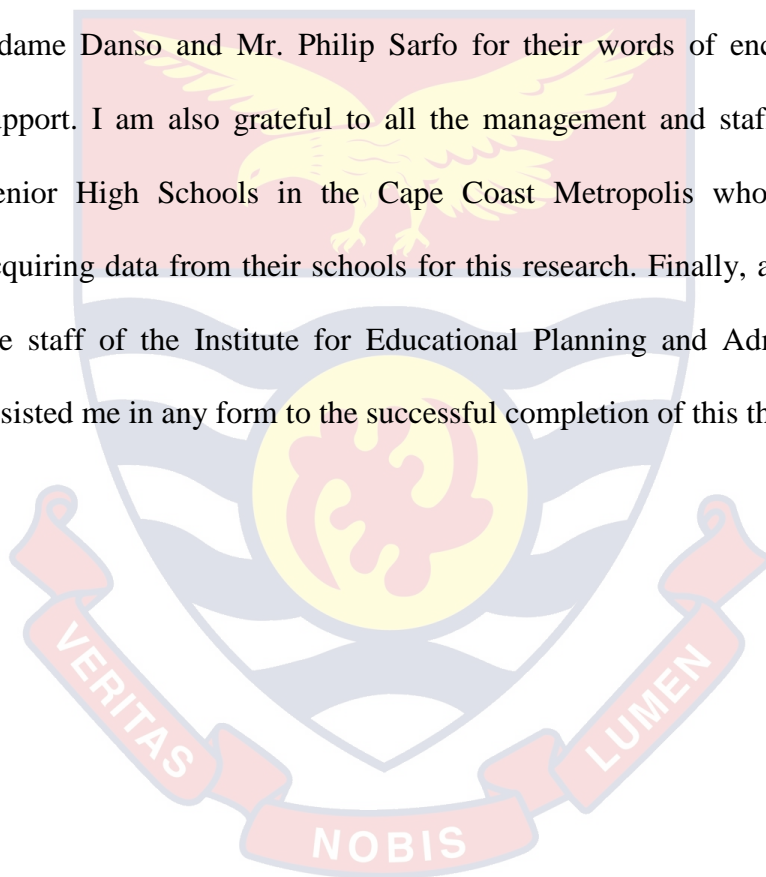 dame Danso and Mr. Philip Sarfo for their words of enc
pport. I am also grateful to all the management and staf
enior High Schools in the Cape Coast Metropolis who
cquiring data from their schools for this research. Finally, a
e staff of the Institute for Educational Planning and Adm
sisted me in any form to the successful completion of this th
VERITAS
NOBIS
LUMEN